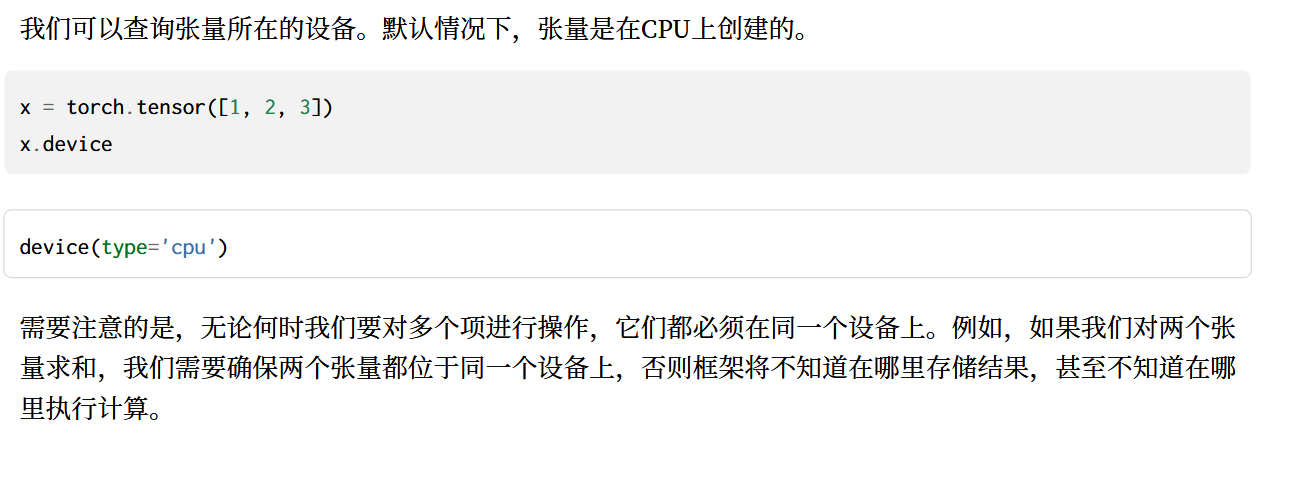 我们可以查询张量所在的设备。默认情况下，张量是在CPU上创建的。
x = torch.tensor([1, 2, 3])
x.device
device(type='cpu')
需要注意的是，无论何时我们要对多个项进行操作，它们都必须在同一个设备上。例如，如果我们对两个张
量求和，我们需要确保两个张量都位于同一个设备上，否则框架将不知道在哪里存储结果，甚至不知道在哪
里执行计算。